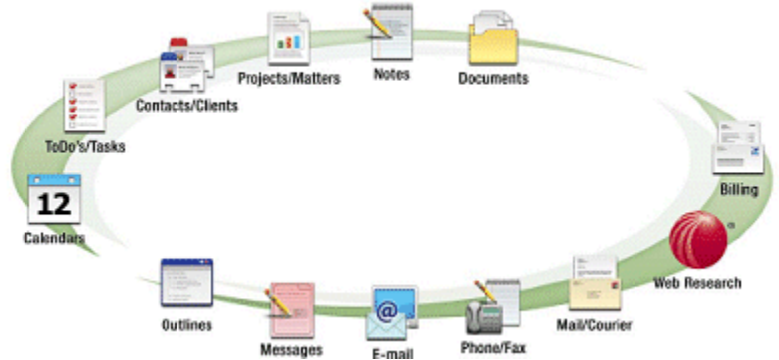 Projects/Matters
Notes
Documents
Contacts/Clients
ToDo's/Tasks
12
Calendars
Billing
Web Research
Outlines
Messages
@
E-mail
Phone/Fax
Mail/Courier